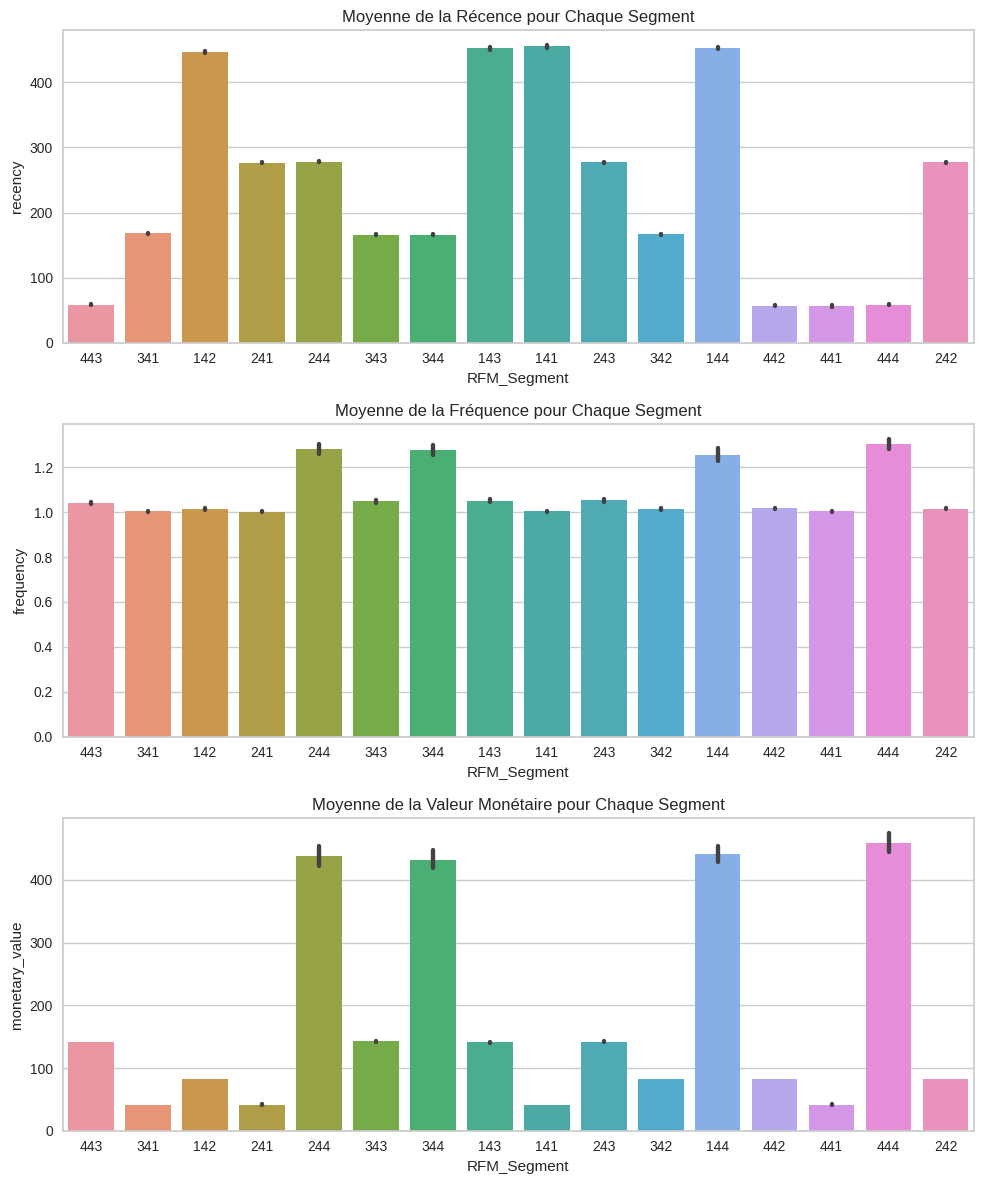 Moyenne de la Récence pour Chaque Segment
400
300
200
100
0
recency
443 341 142 241 244 343 344 143 141 243 342 144 442 441 444 242
RFM_Segment
Moyenne de la Fréquence pour Chaque Segment
1.2
1.0
0.8
0.6
0.4
0.2
0.0
frequency
443 341 142 241 244 343 344 143 141 243 342 144 442 441 444 242
RFM_Segment
Moyenne de la Valeur Monétaire pour Chaque Segment
400
300
200
100
0
monetary_value
443 341 142 241 244 343 344 143 141 243 342 144 442 441 444 242
RFM_Segment